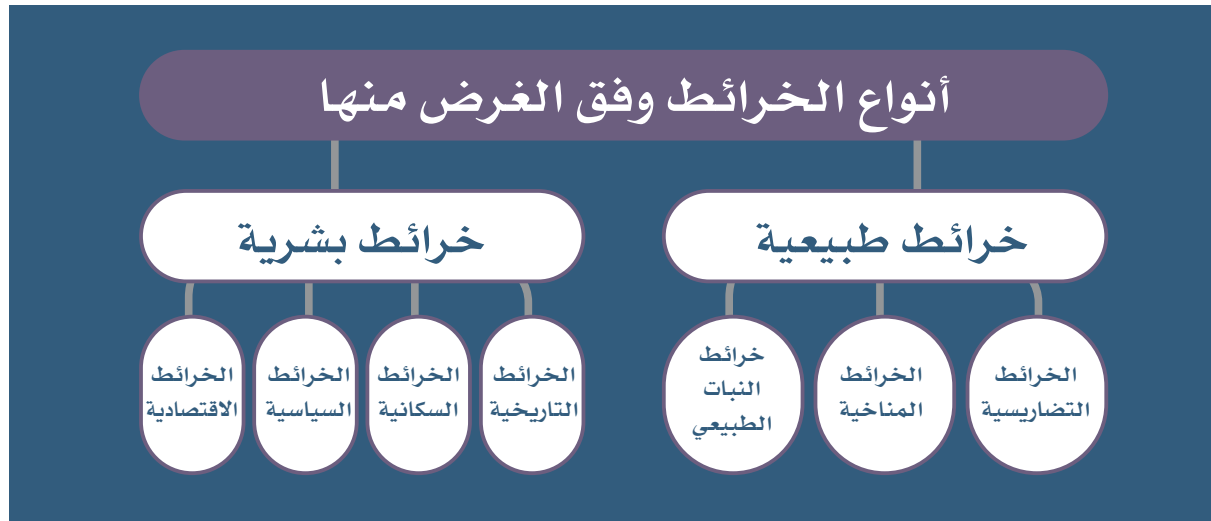 أنواع الخرائط وفق الغرض منها
خرائط طبيعية
خرائط بشرية
الخرائط
التضاريسية
الخرائط
المناخية
خرائط
النبات
الطبيعي
الخرائط
التاريخية
الخرائط
السكانية
الخرائط
السياسية
الخرائط
الاقتصادية